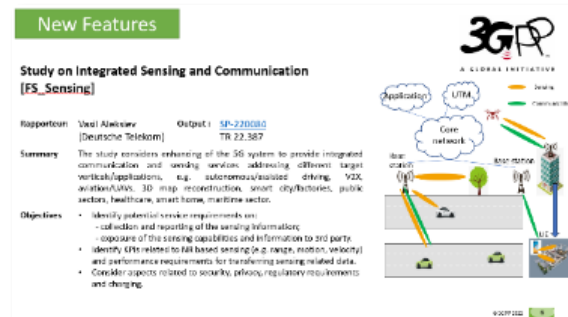 New Features
3GPP
A GLOBAL INITIATIVE
Study on Integrated Sensing and Communication
[FS_Sensing]
Rapporteur: Vasil Aleksiev Output: SP-220080
[Deutsche Telekom] TR 22.387
Summary The study considers enhancing of the 5G system to provide integrated
communication and sensing services addressing different target
verticals/applications, e.g. autonomous/assisted driving, V2X,
aviation/UAVs, 3D map reconstruction, smart city/factories, public
sectors, healthcare, smart home, maritime sector.
Objectives • Identify potential service requirements on:
- collection and reporting of the sensing information;
- exposure of the sensing capabilities and information to 3rd party.
• Identify KPIs related to NR based sensing (e.g. range, motion, velocity)
and performance requirements for transferring sensing related data.
• Consider aspects related to security, privacy, regulatory requirements
and charging.
Sensing
Application
UTM
Core
network
Base
station
Base station
UE
© 3GPP 2022